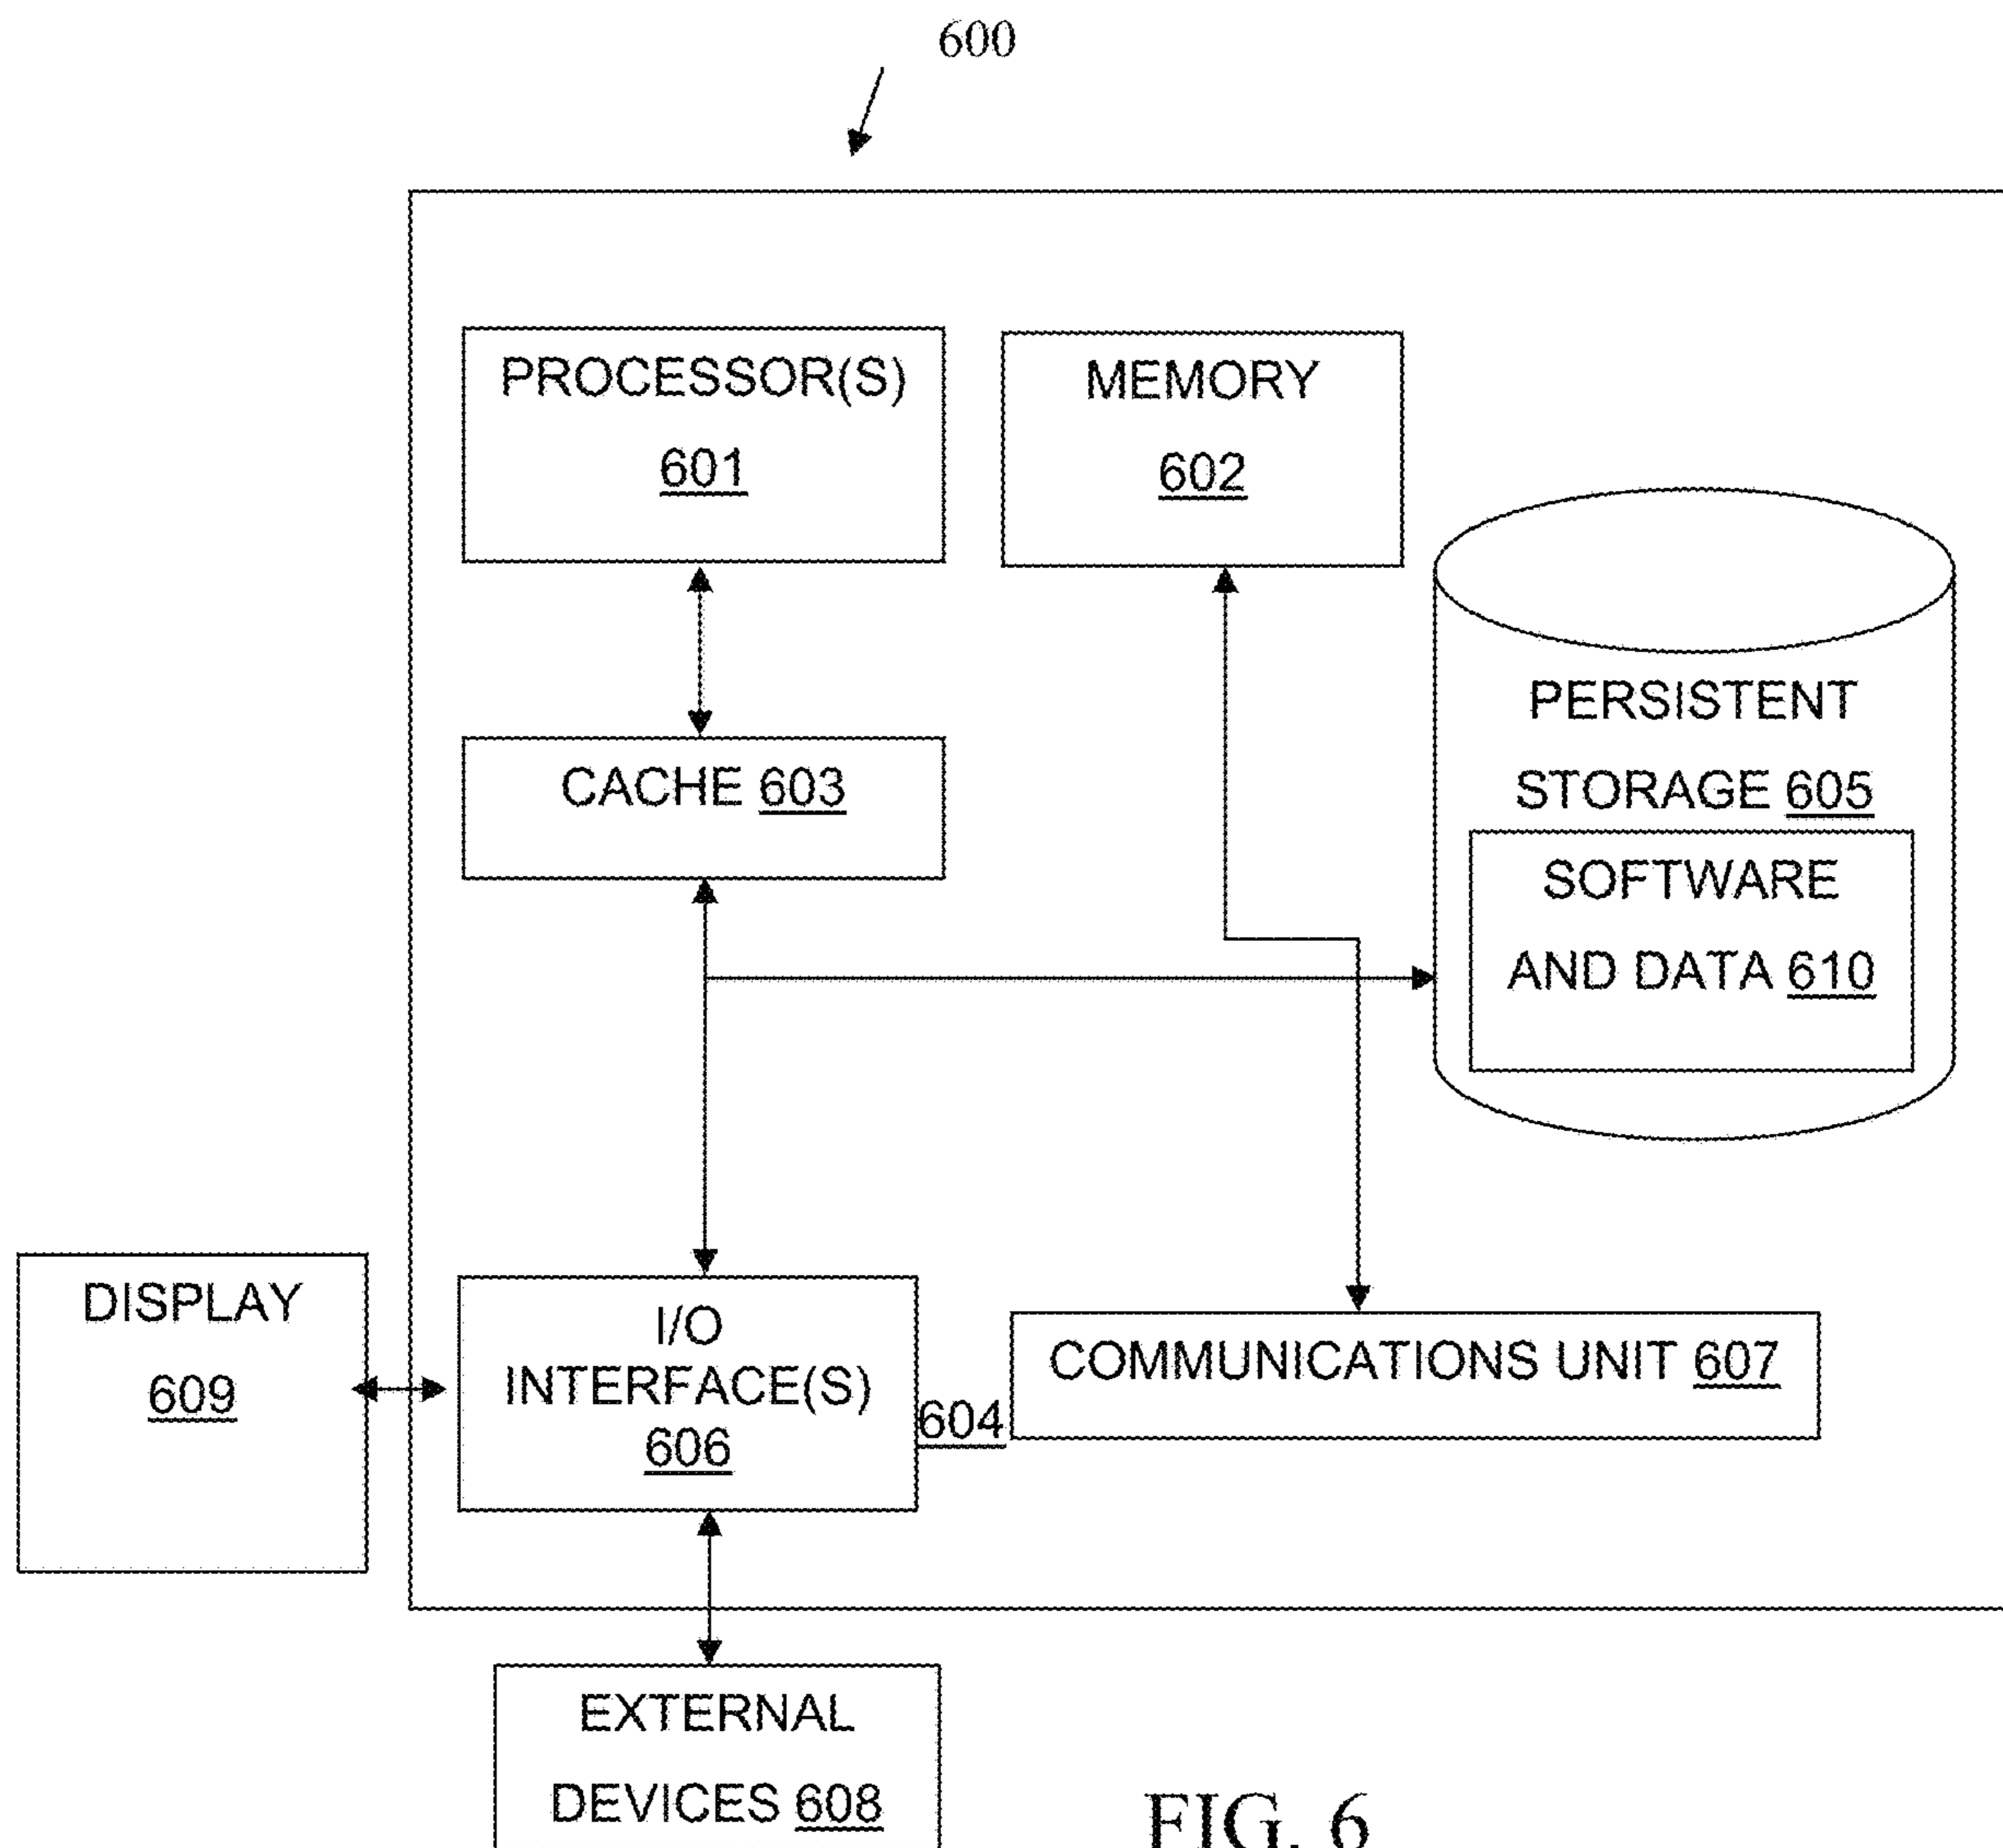 600
PROCESSOR(S)
601
MEMORY
602
CACHE 603
PERSISTENT
STORAGE 605
SOFTWARE
AND DATA 610
DISPLAY
609
I/O
INTERFACE(S)
606
604
COMMUNICATIONS UNIT 607
EXTERNAL
DEVICES 608
FIG. 6